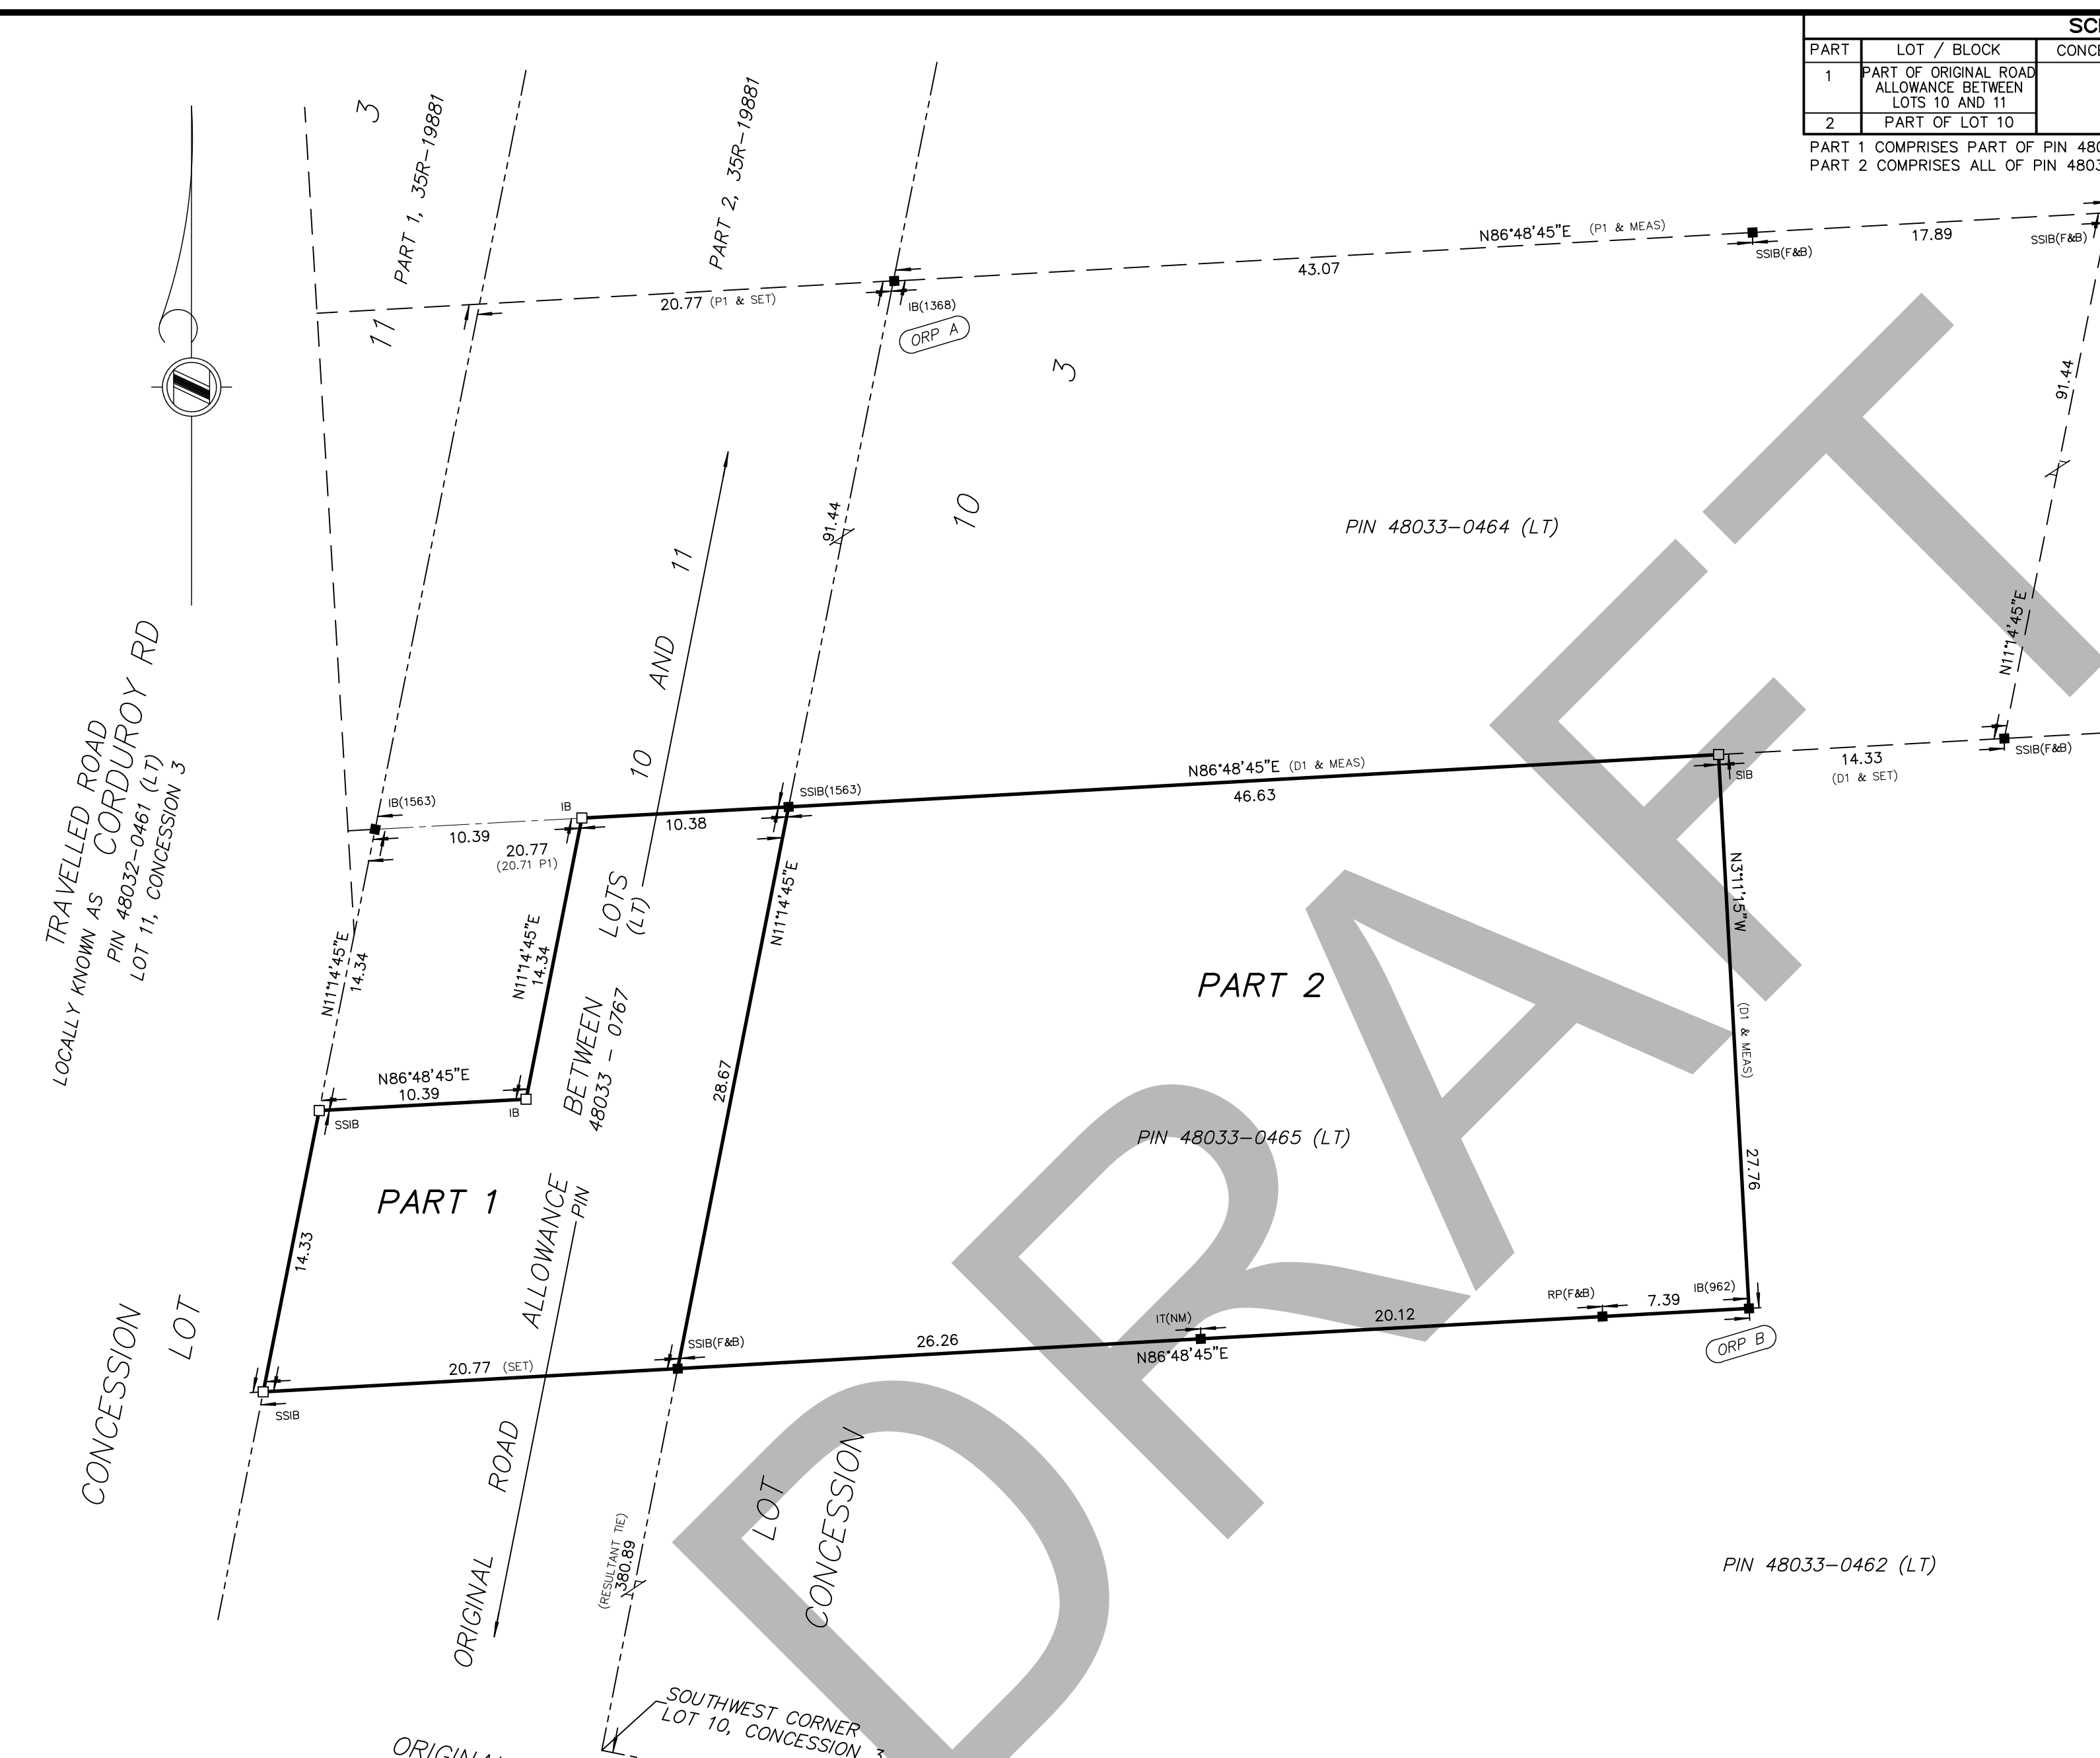 SC
PART LOT / BLOCK CONCE
1 PART OF ORIGINAL ROAD
ALLOWANCE BETWEEN
LOTS 10 AND 11
2 PART OF LOT 10
PART 1 COMPRISES PART OF PIN 480
PART 2 COMPRISES ALL OF PIN 4803
3
PART 1, 35R-19881
PART 2, 35R-19881
11
20.77 (P1 & SET)
IB(1368)
ORP A
N86°48'45"E (P1 & MEAS)
43.07
SSIB(F&B)
17.89
SSIB(F&B)
3
10
91.44
91.44
N11°14'45"E
PIN 48033-0464 (LT)
TRAVELLED ROAD
LOCALLY KNOWN AS CORDUROY RD
PIN 48032-0461 (LT)
LOT 11, CONCESSION 3
IB(1563)
10.39
IB
20.77
(20.71 P1)
10.38
SSIB(1563)
N86°48'45"E (D1 & MEAS)
46.63
SIB
14.33
(D1 & SET)
SSIB(F&B)
N11°14'45"E
14.34
N11°14'45"E
14.34
N11°14'45"E
28.67
N3°11'15"W
(D1 & MEAS)
27.76
N86°48'45"E
10.39
SSIB
IB
PART 1
PART 2
PIN 48033-0465 (LT)
14.33
ORIGINAL ROAD ALLOWANCE BETWEEN LOTS 10 AND 11
PIN 48033 - 0767 (LT)
SSIB
20.77 (SET)
SSIB(F&B)
26.26
IT(NM)
N86°48'45"E
20.12
RP(F&B)
7.39
IB(962)
ORP B
CONCESSION
LOT
LOT
CONCESSION
(RESULTANT TIE)
380.89
PIN 48033-0462 (LT)
SOUTHWEST CORNER
LOT 10, CONCESSION 3
ORIGINAL
DRAFT